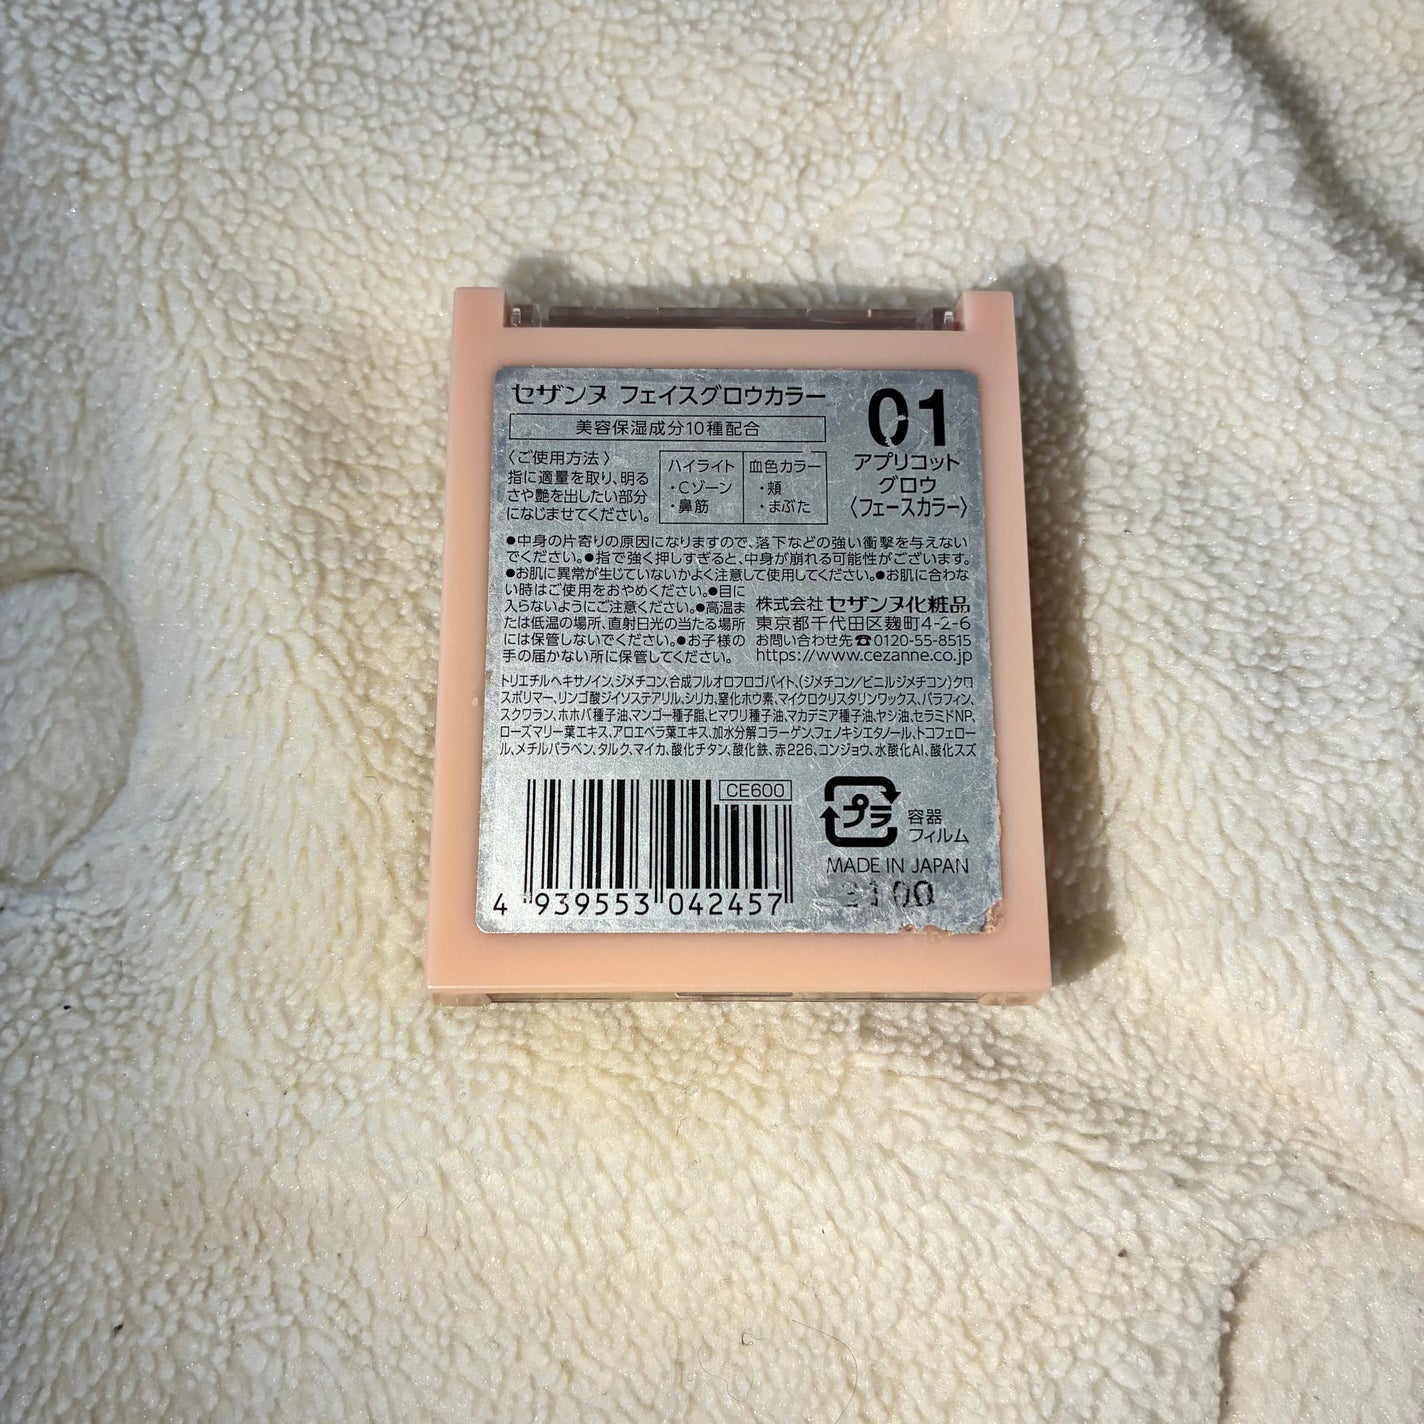 セザンヌ フェイスグロウカラー
美容保湿成分10種配合
01
アプリコット
グロウ
〈フェースカラー〉
〈ご使用方法〉
指に適量を取り、明る
さや艶を出したい部分
になじませてください。
ハイライト
・Cゾーン
・鼻筋
血色カラー
・頬
・まぶた
●中身の片寄りの原因になりますので、落下などの強い衝撃を与えない
でください。●指で強く押しすぎると、中身が崩れる可能性がございます。
●お肌に異常が生じていないかよく注意して使用してください。●お肌に合わな
い時はご使用をおやめください。●目に
入らないようにご注意ください。●高温ま
たは低温の場所、直射日光の当たる場所
には保管しないでください。●お子様の
手の届かない所に保管してください。
株式会社 セザンヌ化粧品
東京都千代田区麹町4-2-6
お問い合わせ先☎0120-55-8515
https://www.cezanne.co.jp
トリエチルヘキサノイン、ジメチコン、合成フルオロフロゴパイト、(ジメチコン/ビニルジメチコン)クロ
スポリマー、リンゴ酸ジイソステアリル、シリカ、窒化ホウ素、マイクロクリスタリンワックス、パラフィン、
スクワラン、ホホバ種子油、マンゴー種子脂、ヒマワリ種子油、マカデミア種子油、ヤシ油、セラミドNP、
ローズマリー葉エキス、アロエベラ葉エキス、加水分解コラーゲン、フェノキシエタノール、トコフェロー
ル、メチルパラベン、タルク、マイカ、酸化チタン、酸化鉄、赤226、コンジョウ、水酸化Al、酸化スズ
CE600
4 939553 042457
プラ
容器
フィルム
MADE IN JAPAN